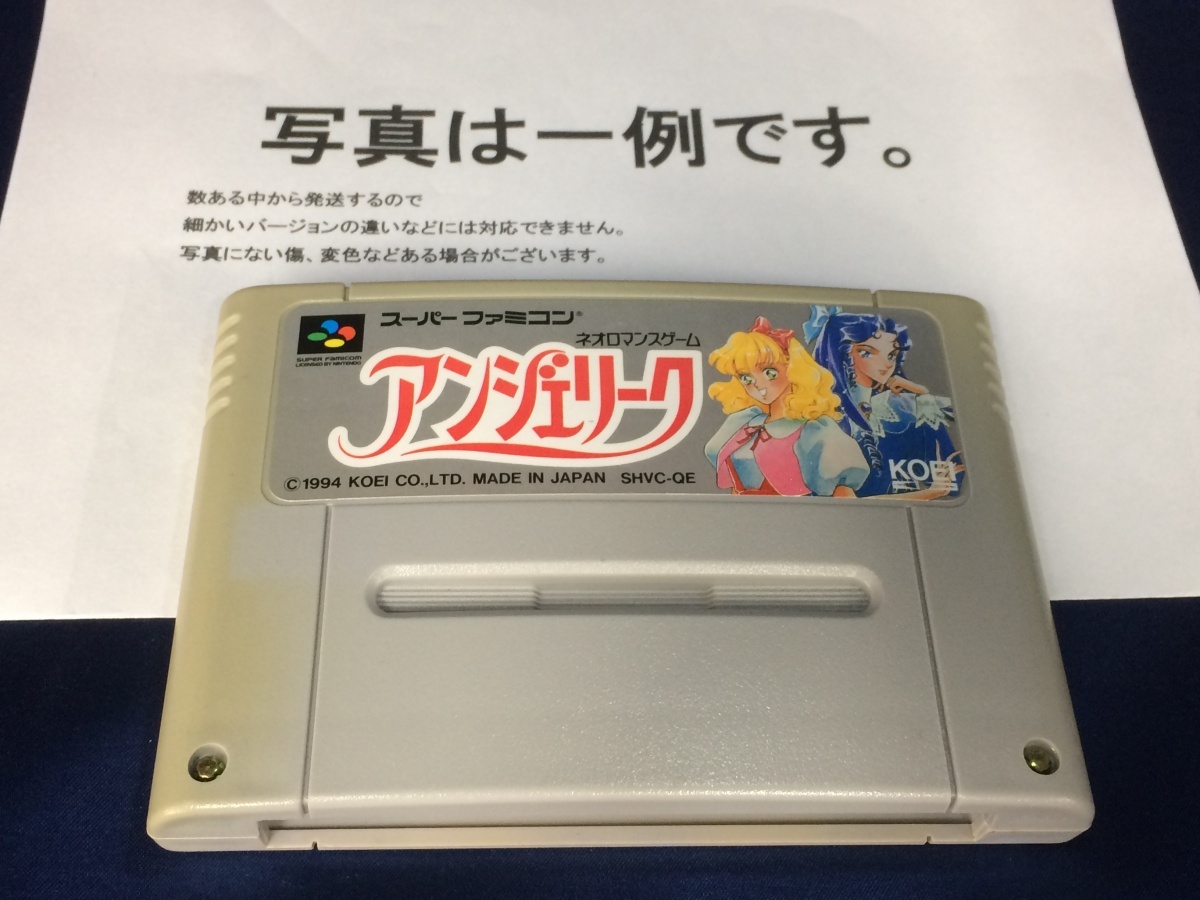 写真は一例です。
数ある中から発送するので
細かいバージョンの違いなどには対応できません。
写真にない傷、変色などある場合がございます。
スーパーファミコン®
SUPER FAMICOM
LICENSED BY NINTENDO
ネオロマンスゲーム
アンジェリーク
KOEI
©1994 KOEI CO.,LTD. MADE IN JAPAN SHVC-QE